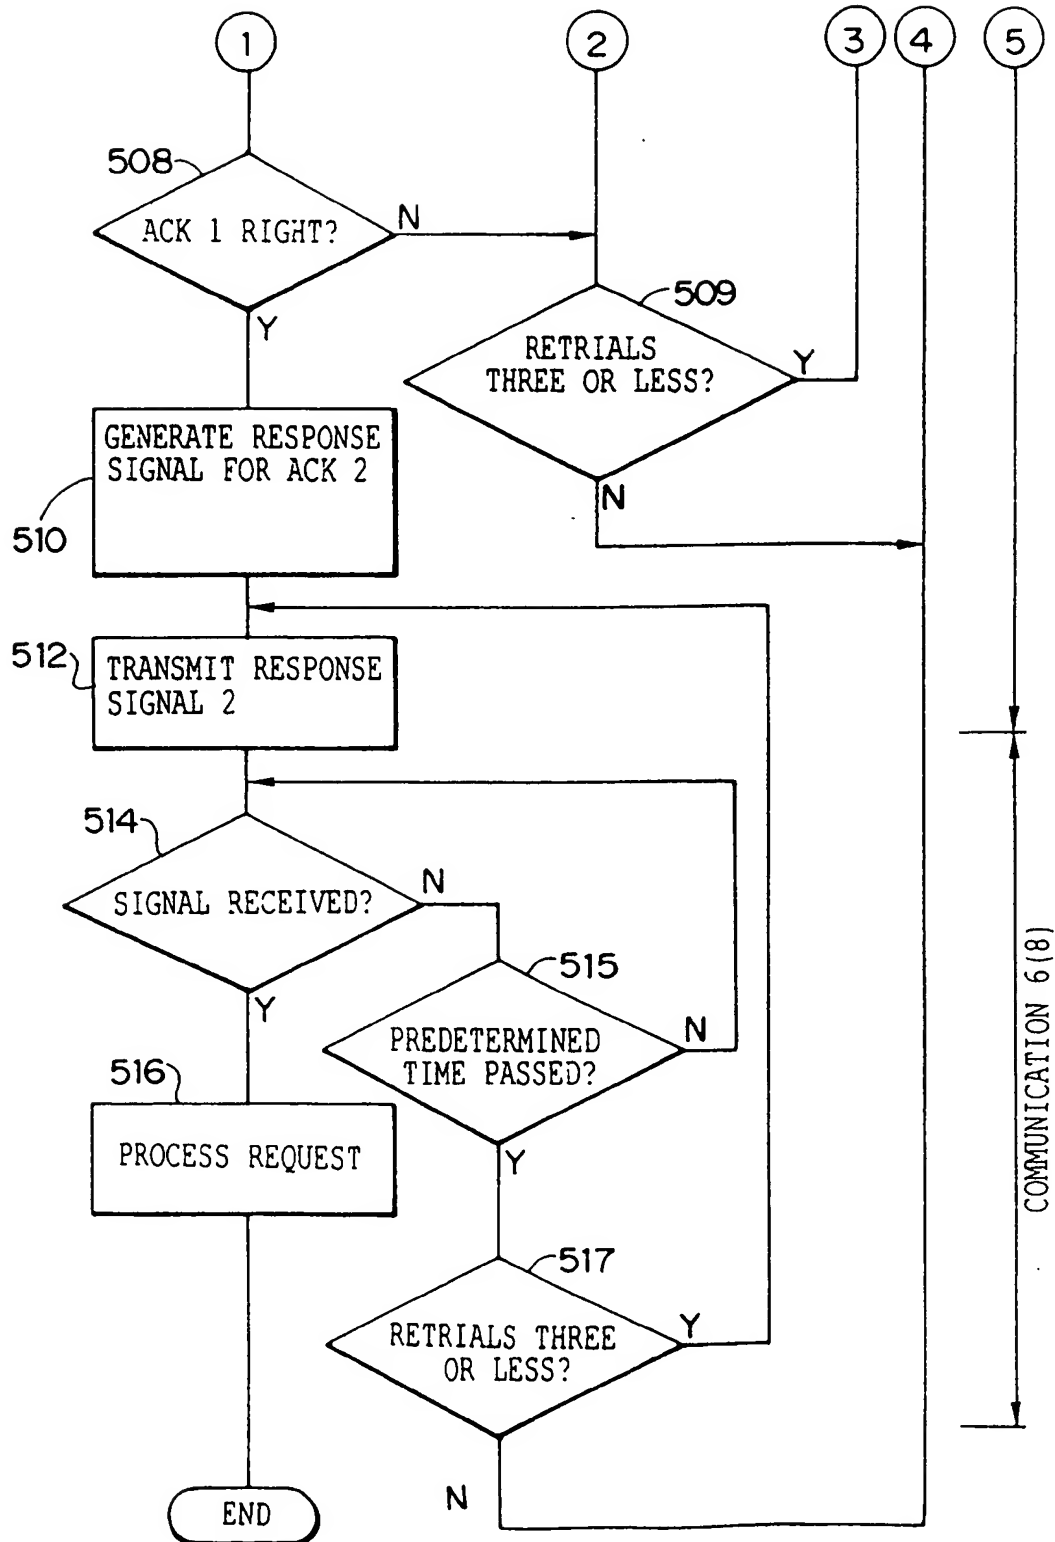 1
2
3
4
5
508
ACK 1 RIGHT?
N
Y
509
RETRIALS
THREE OR LESS?
Y
N
GENERATE RESPONSE
SIGNAL FOR ACK 2
510
512
TRANSMIT RESPONSE
SIGNAL 2
514
SIGNAL RECEIVED?
N
Y
515
PREDETERMINED
TIME PASSED?
N
Y
516
PROCESS REQUEST
517
RETRIALS THREE
OR LESS?
Y
N
END
COMMUNICATION 6(8)